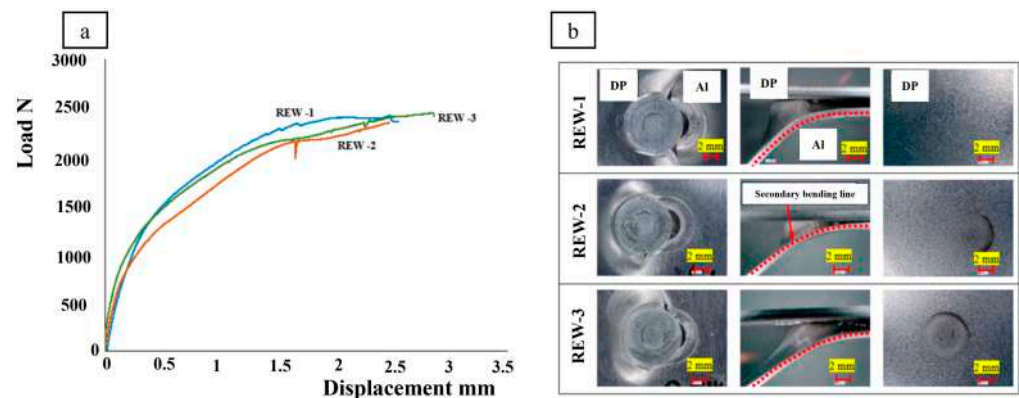 a
3000
2500
2000
1500
1000
500
0
Load N
0 0.5 1 1.5 2 2.5 3 3.5
Displacement mm
REW -1
REW -3
REW -2
b
REW-1
DP Al
2 mm
DP
Al
2 mm
DP
2 mm
REW-2
2 mm
Secondary bending line
2 mm
2 mm
REW-3
2 mm
2 mm
2 mm